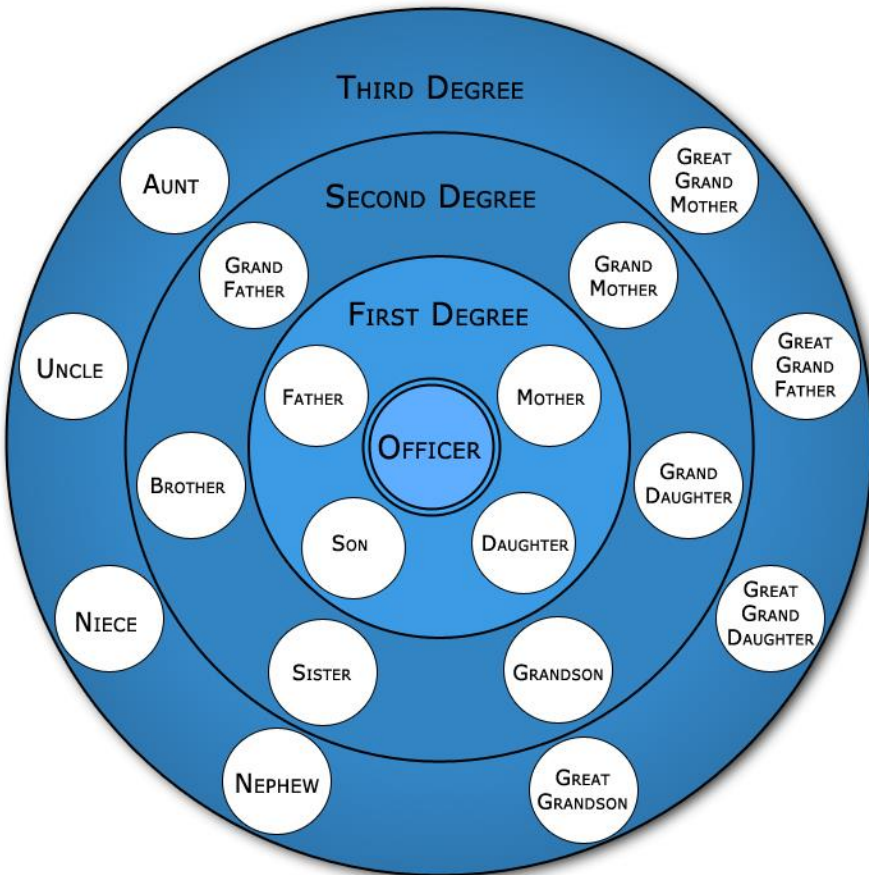 Third Degree
Aunt
Great
Grand
Mother
Second Degree
Grand
Father
Grand
Mother
First Degree
Uncle
Great
Grand
Father
Father
Mother
Officer
Brother
Grand
Daughter
Son
Daughter
Niece
Great
Grand
Daughter
Sister
Grandson
Nephew
Great
Grandson